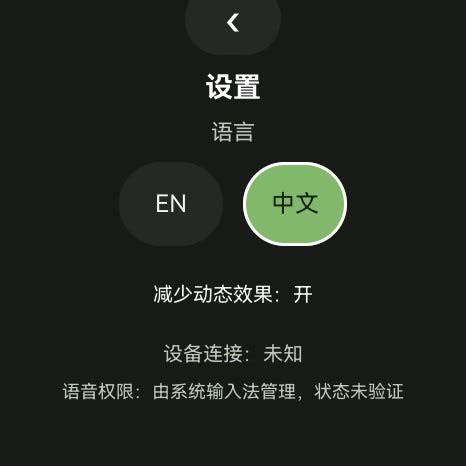 设置
语言
EN 中文
减少动态效果：开
设备连接：未知
语音权限：由系统输入法管理，状态未验证